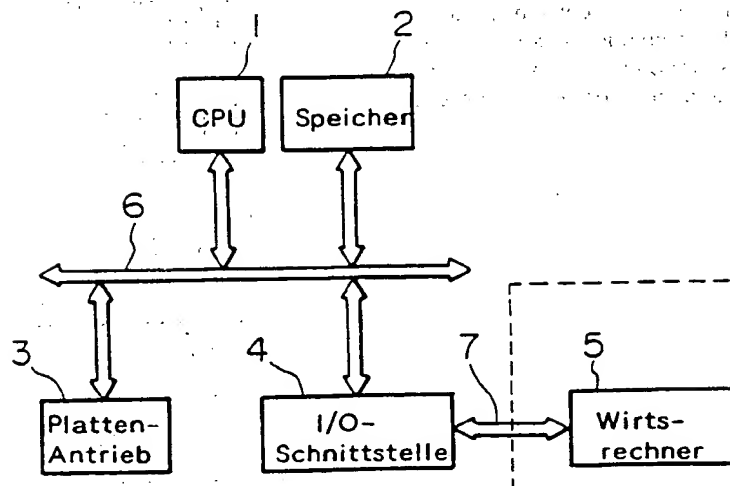 1
2
CPU
Speicher
6
3
4
7
5
Platten-
Antrieb
I/O-
Schnittstelle
Wirts-
rechner